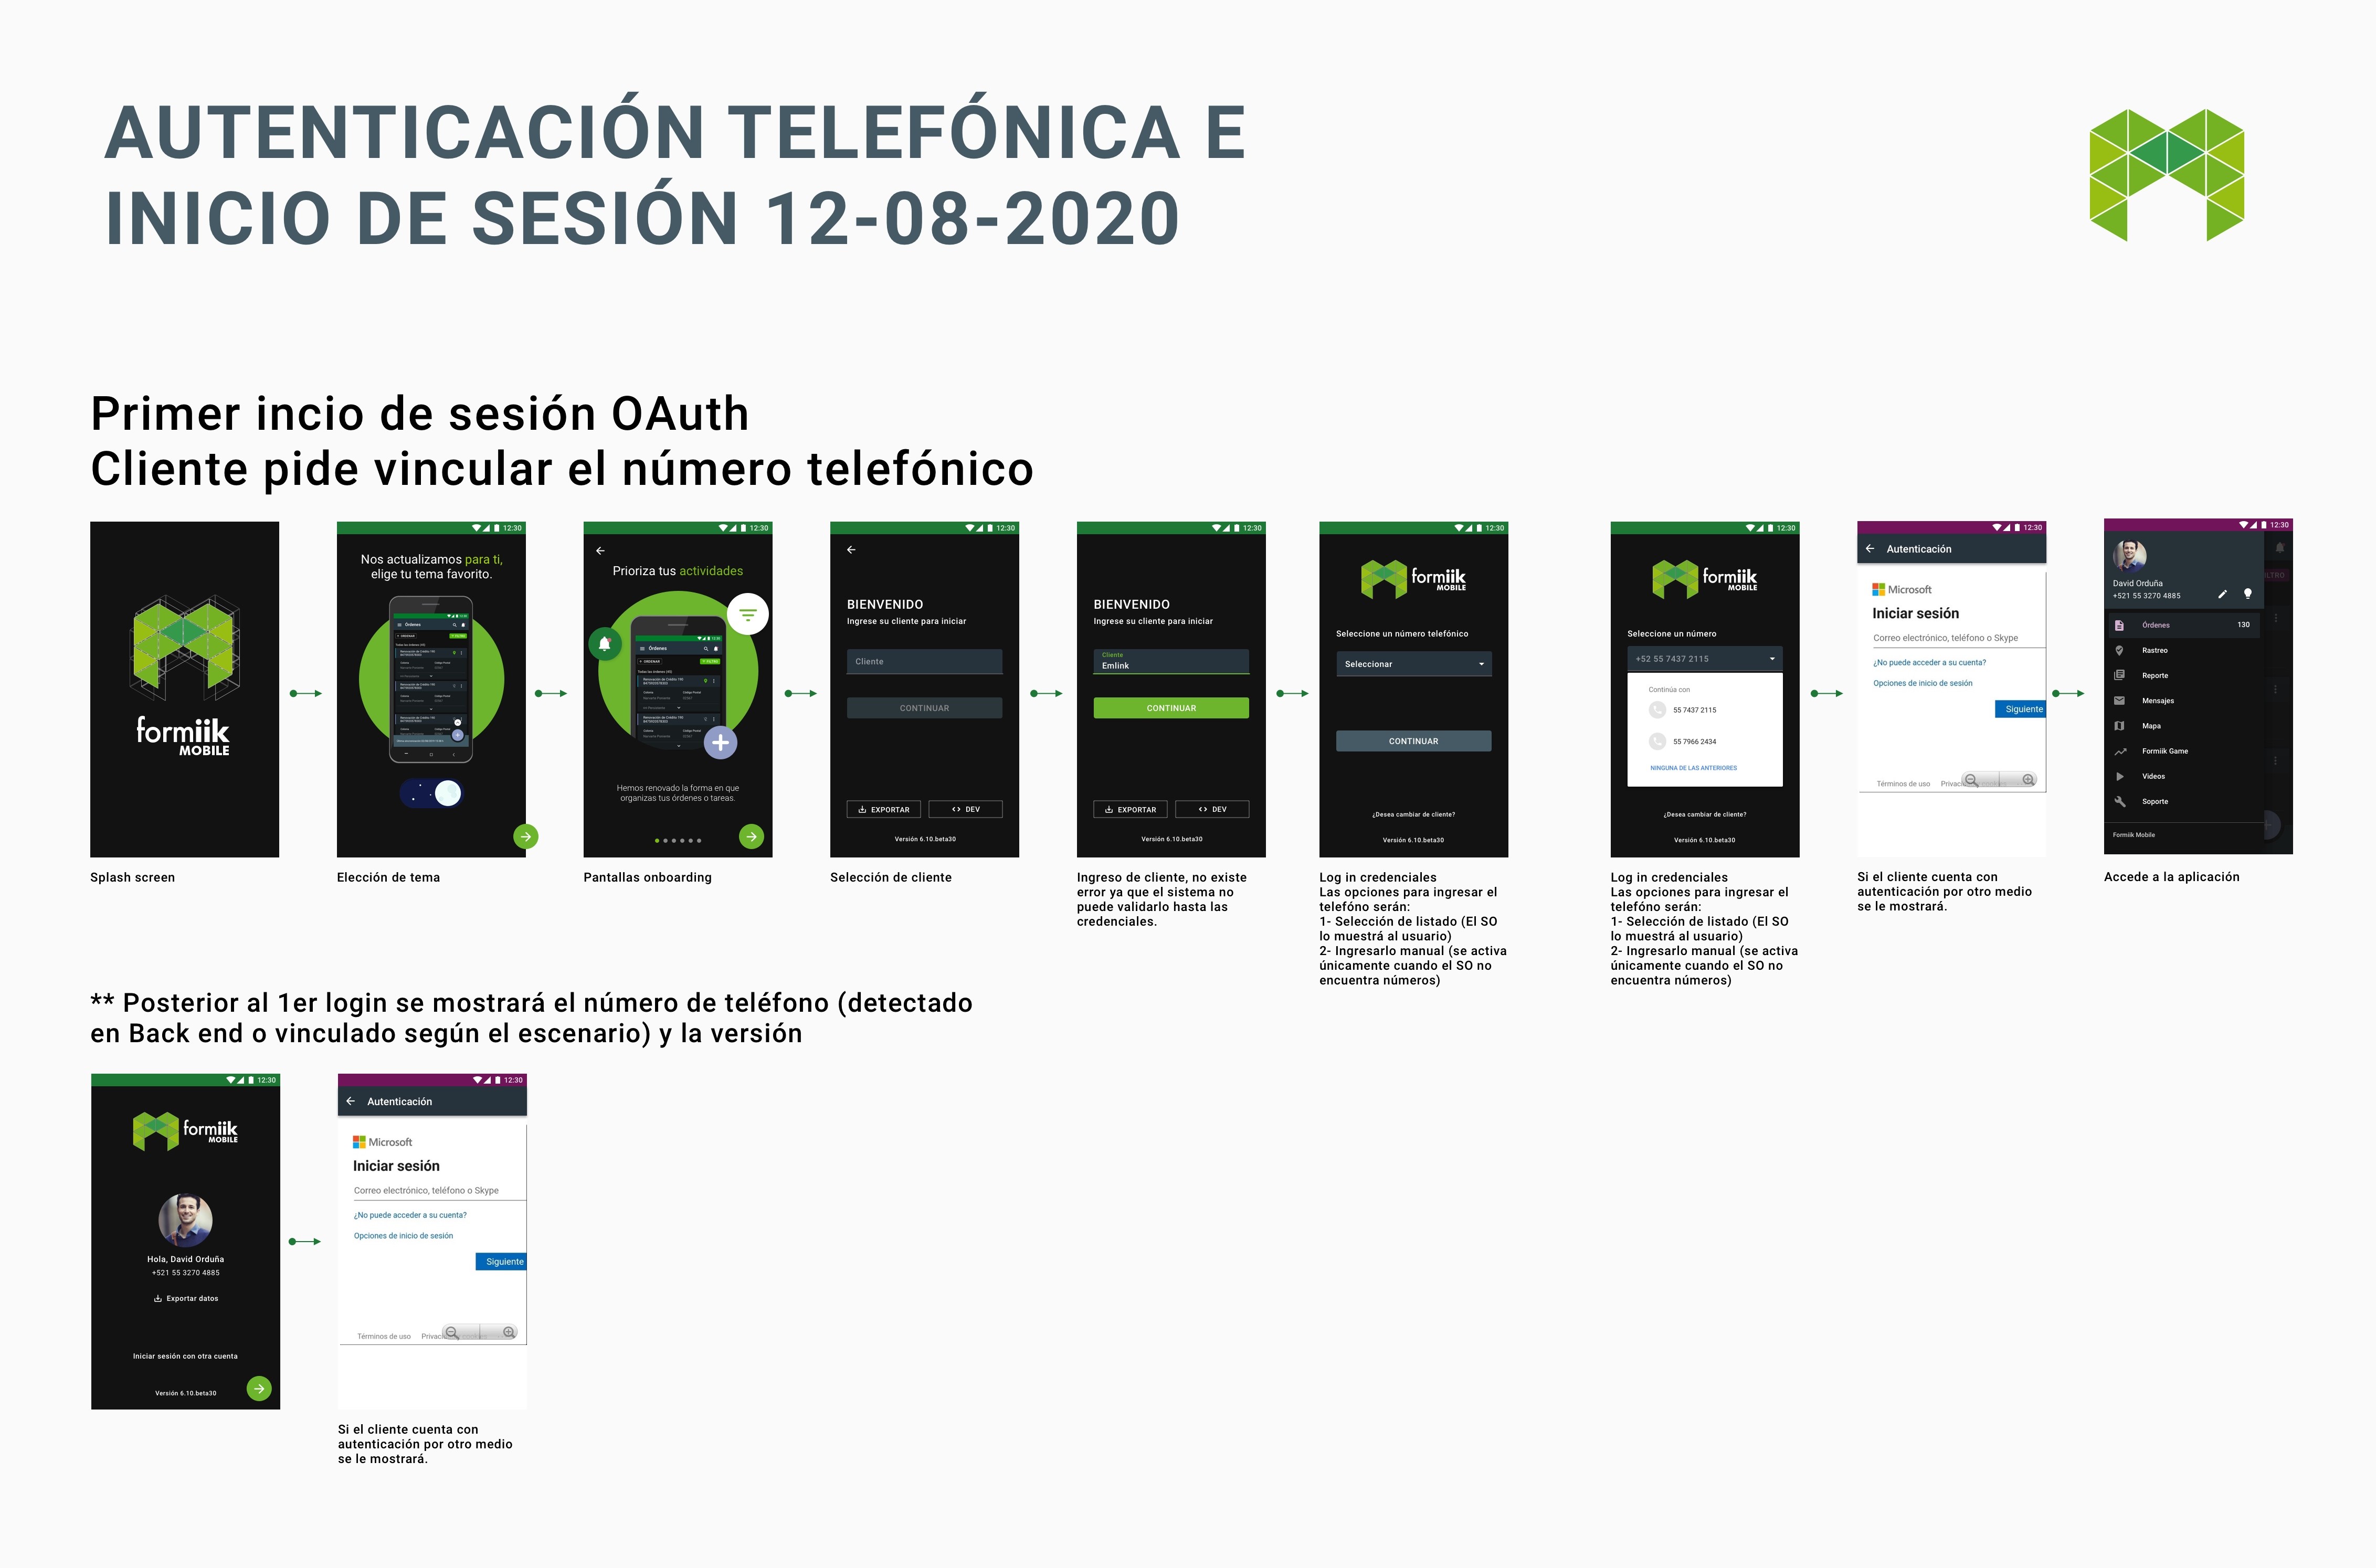 AUTENTICACIÓN TELEFÓNICA E
INICIO DE SESIÓN 12-08-2020
Primer incio de sesión OAuth
Cliente pide vincular el número telefónico
formiik
MOBILE
Splash screen
12:30
Nos actualizamos para ti,
elige tu tema favorito.
Órdenes
Elección de tema
12:30
Prioriza tus actividades
Órdenes
ORDENAR
FILTRO
Renovación de Crédito 190
Hemos renovado la forma en que
organizas tus órdenes o tareas.
Pantallas onboarding
12:30
BIENVENIDO
Ingrese su cliente para iniciar
Cliente
CONTINUAR
EXPORTAR
DEV
Versión 6.10.beta30
Selección de cliente
12:30
BIENVENIDO
Ingrese su cliente para iniciar
Cliente
Emlink
CONTINUAR
EXPORTAR
DEV
Versión 6.10.beta30
Ingreso de cliente, no existe
error ya que el sistema no
puede validarlo hasta las
credenciales.
12:30
formiik
MOBILE
Seleccione un número telefónico
Seleccionar
CONTINUAR
¿Desea cambiar de cliente?
Versión 6.10.beta30
Log in credenciales
Las opciones para ingresar el
telefóno serán:
1- Selección de listado (El SO
lo muestrá al usuario)
2- Ingresarlo manual (se activa
únicamente cuando el SO no
encuentra números)
12:30
formiik
MOBILE
Seleccione un número
+52 55 7437 2115
Continúa con
55 7437 2115
55 7966 2434
NINGUNA DE LAS ANTERIORES
¿Desea cambiar de cliente?
Versión 6.10.beta30
Log in credenciales
Las opciones para ingresar el
telefóno serán:
1- Selección de listado (El SO
lo muestrá al usuario)
2- Ingresarlo manual (se activa
únicamente cuando el SO no
encuentra números)
12:30
Autenticación
Microsoft
Iniciar sesión
Correo electrónico, teléfono o Skype
¿No puede acceder a su cuenta?
Opciones de inicio de sesión
Siguiente
Términos de uso
Si el cliente cuenta con
autenticación por otro medio
se le mostrará.
12:30
David Orduña
+521 55 3270 4885
Órdenes 130
Rastreo
Reporte
Mensajes
Mapa
Formiik Game
Videos
Soporte
Formiik Mobile
Accede a la aplicación
** Posterior al 1er login se mostrará el número de teléfono (detectado
en Back end o vinculado según el escenario) y la versión
12:30
formiik
MOBILE
Hola, David Orduña
+521 55 3270 4885
Exportar datos
Iniciar sesión con otra cuenta
Versión 6.10.beta30
12:30
Autenticación
Microsoft
Iniciar sesión
Correo electrónico, teléfono o Skype
¿No puede acceder a su cuenta?
Opciones de inicio de sesión
Siguiente
Términos de uso
Si el cliente cuenta con
autenticación por otro medio
se le mostrará.